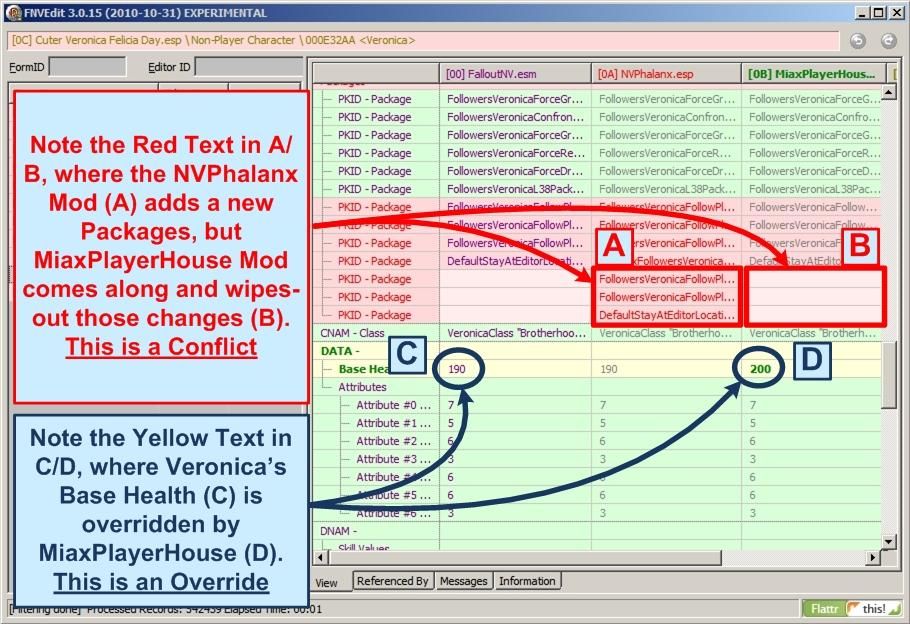 FNVEdit 3.0.15 (2010-10-31) EXPERIMENTAL
[0C] Cuter Veronica Felicia Day.esp \ Non-Player Character \ 000E32AA <Veronica>
FormID Editor ID
[00] FalloutNV.esm [0A] NVPhalanx.esp [0B] MiaxPlayerHous...
PKID - Package FollowersVeronicaForceGr... FollowersVeronicaForceGr... FollowersVeronicaForceG...
PKID - Package FollowersVeronicaConfron... FollowersVeronicaConfron... FollowersVeronicaConfro...
PKID - Package FollowersVeronicaForceGr... FollowersVeronicaForceGr... FollowersVeronicaForceG...
PKID - Package FollowersVeronicaForceRe... FollowersVeronicaForceR... FollowersVeronicaForceR...
PKID - Package FollowersVeronicaForceDr... FollowersVeronicaForceDr... FollowersVeronicaForceD...
PKID - Package FollowersVeronicaL38Pack... FollowersVeronicaL38Pack... FollowersVeronicaL38Pac...
PKID - Package FollowersVeronicaFollowPl... FollowersVeronicaFollowPl... FollowersVeronicaFollow...
PKID - Package FollowersVeronicaFollowPl... FollowersVeronicaFollowPl... FollowersVeronicaFollow...
PKID - Package FollowersVeronicaFollowPl...
PKID - Package DefaultStayAtEditorLocati...
PKID - Package FollowersVeronicaFollowPl...
PKID - Package FollowersVeronicaFollowPl...
PKID - Package DefaultStayAtEditorLocati...
CNAM - Class VeronicaClass "Brotherhoo... VeronicaClass "Brotherho... VeronicaClass "Brotherh...
DATA -
Base Hea 190 190 200
Attributes
Attribute #0 ... 7 7 7
Attribute #1 ... 5 5 5
Attribute #2 ... 6 6 6
Attribute #3 ... 3 3 3
Attribute #4 ... 6 6 6
Attribute #5 ... 6 6 6
Attribute #6 ... 3 3 3
DNAM -
Skill Values
A
B
C
D
Note the Red Text in A/
B, where the NVPhalanx
Mod (A) adds a new
Packages, but
MiaxPlayerHouse Mod
comes along and wipes-
out those changes (B).
This is a Conflict
Note the Yellow Text in
C/D, where Veronica's
Base Health (C) is
overridden by
MiaxPlayerHouse (D).
This is an Override
View Referenced By Messages Information
[Filtering done] Processed Records: 542439 Elapsed Time: 00:01
Flattr this!